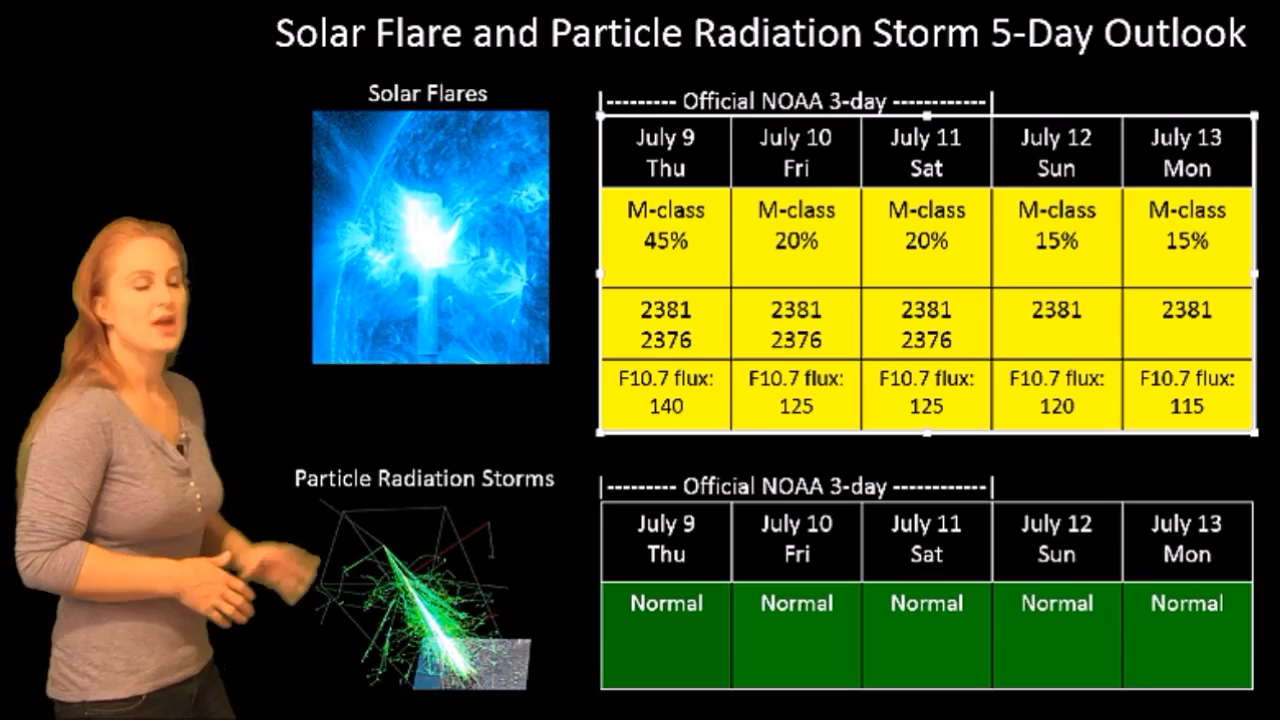 Solar Flare and Particle Radiation Storm 5-Day Outlook
Solar Flares
|--------- Official NOAA 3-day ------------|
July 9 July 10 July 11 July 12 July 13
Thu Fri Sat Sun Mon
M-class M-class M-class M-class M-class
45% 20% 20% 15% 15%
2381 2381 2381 2381 2381
2376 2376 2376
F10.7 flux: F10.7 flux: F10.7 flux: F10.7 flux: F10.7 flux:
140 125 125 120 115
Particle Radiation Storms
|--------- Official NOAA 3-day ------------|
July 9 July 10 July 11 July 12 July 13
Thu Fri Sat Sun Mon
Normal Normal Normal Normal Normal